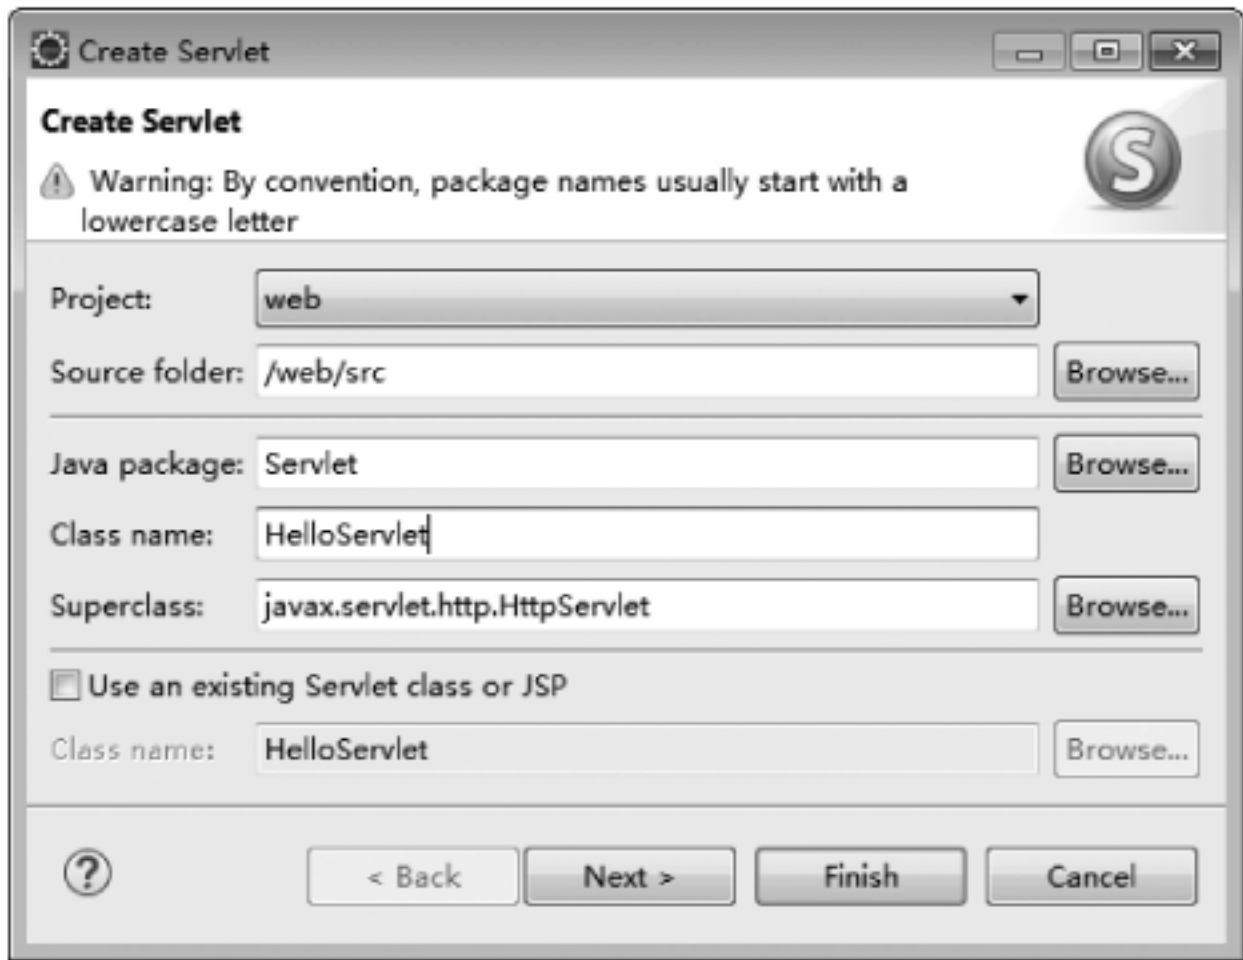 Create Servlet
Create Servlet
S
Warning: By convention, package names usually start with a
lowercase letter
Project: web
Source folder: /web/src Browse...
Java package: Servlet Browse...
Class name: HelloServlet
Superclass: javax.servlet.http.HttpServlet Browse...
Use an existing Servlet class or JSP
Class name: HelloServlet Browse...
? < Back Next > Finish Cancel